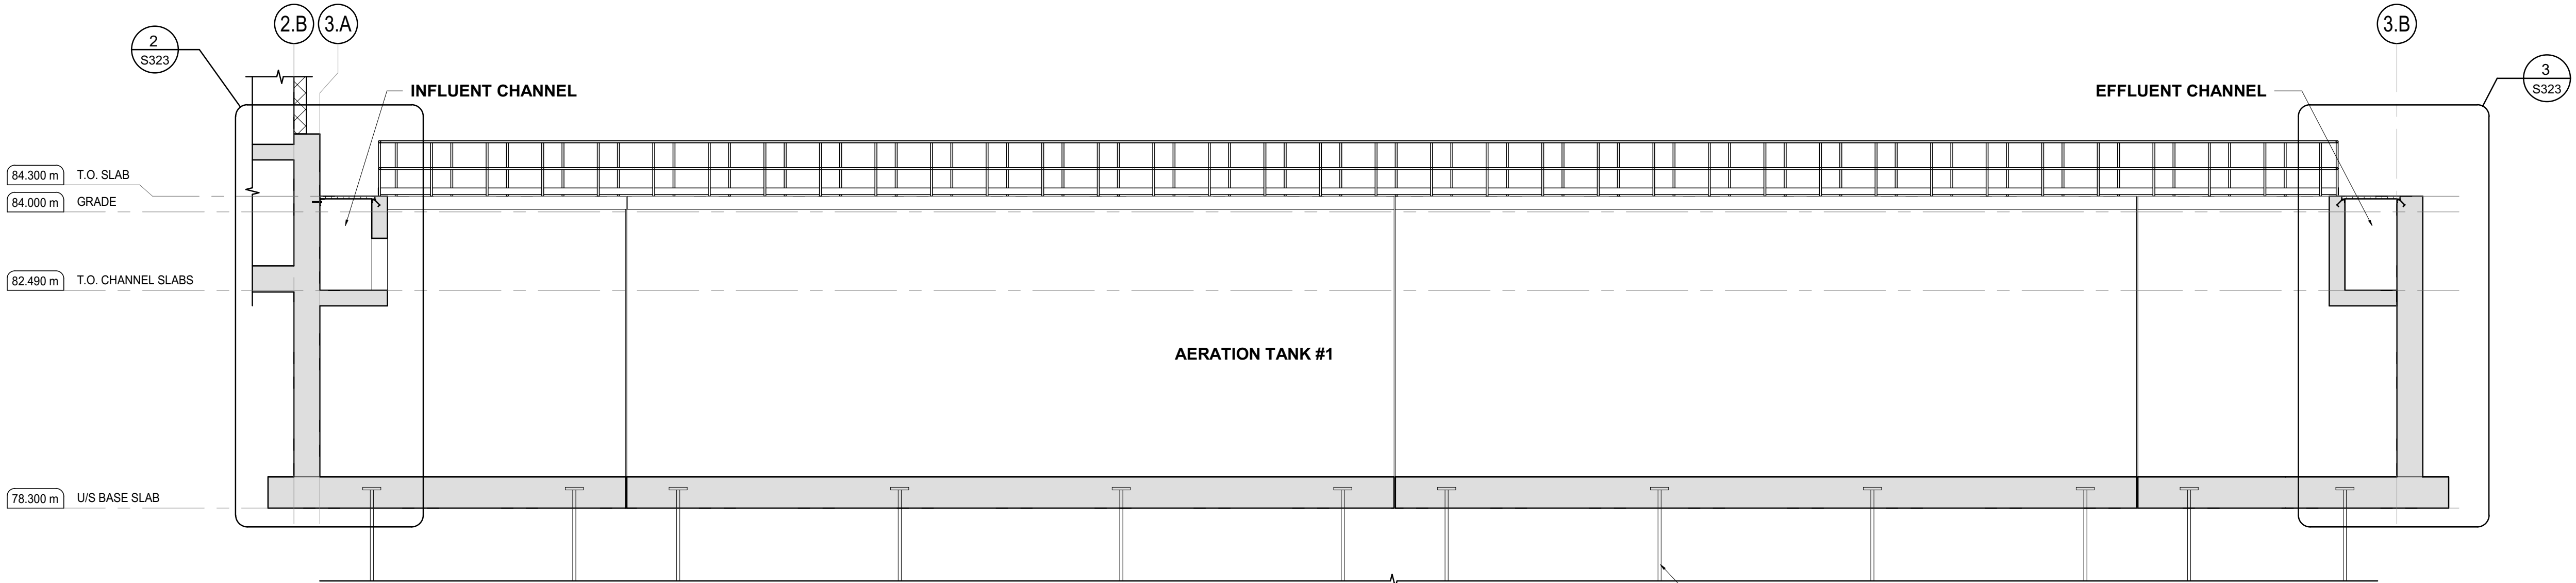 2.B
3.A
3.B
2
S323
3
S323
INFLUENT CHANNEL
EFFLUENT CHANNEL
84.300 m T.O. SLAB
84.000 m GRADE
82.490 m T.O. CHANNEL SLABS
AERATION TANK #1
78.300 m U/S BASE SLAB